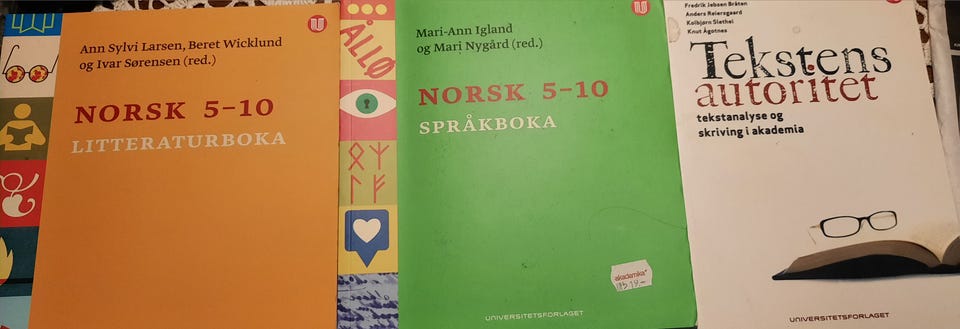 Ann Sylvi Larsen, Beret Wicklund
og Ivar Sørensen (red.)
NORSK 5–10
LITTERATURBOKA
ÅLLØ
Mari-Ann Igland
og Mari Nygård (red.)
NORSK 5–10
SPRÅKBOKA
akademika
UNIVERSITETSFORLAGET
Fredrik Jebsen Bråten
Anders Reiersgaard
Kolbjørn Slethei
Knut Ågotnes
Tekstens
autoritet
tekstanalyse og
skriving i akademia
UNIVERSITETSFORLAGET